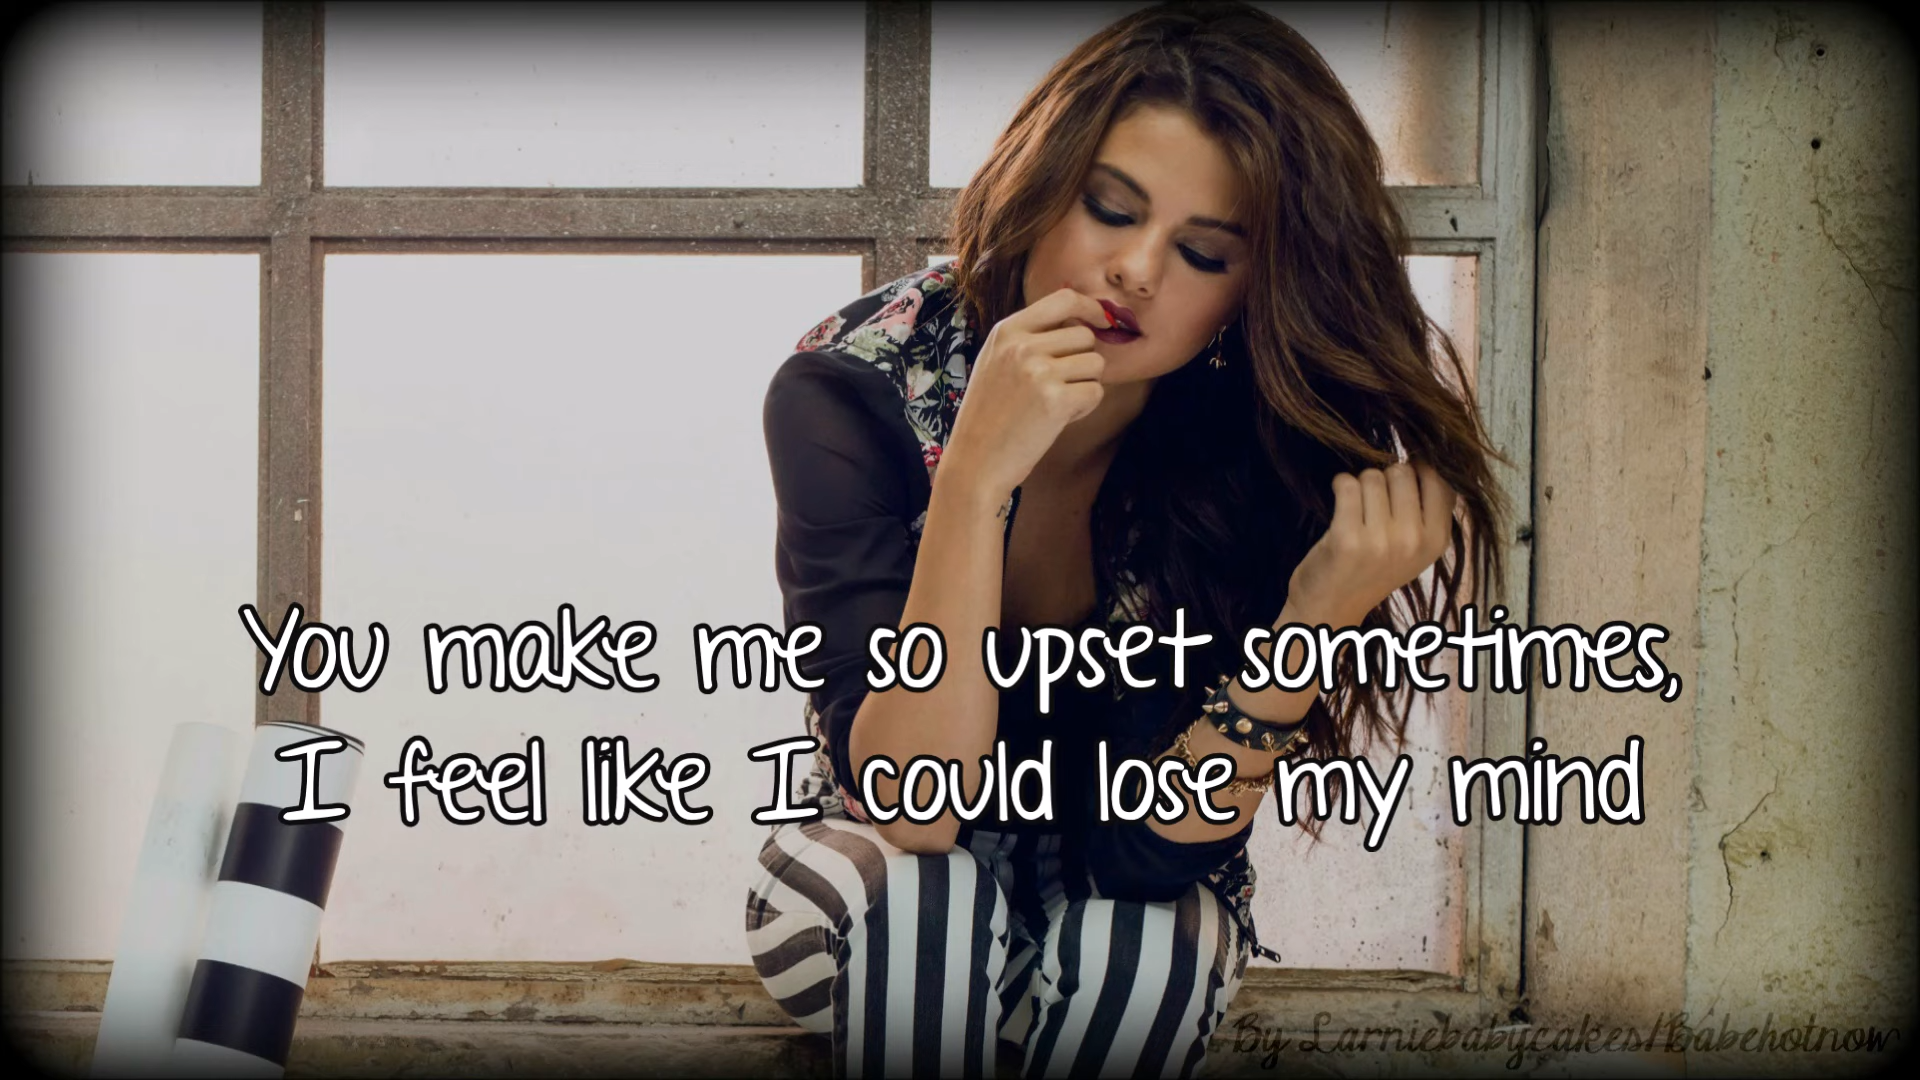 You make me so upset sometimes,
I feel like I could lose my mind
By Larniebabycakes/Babehotnow